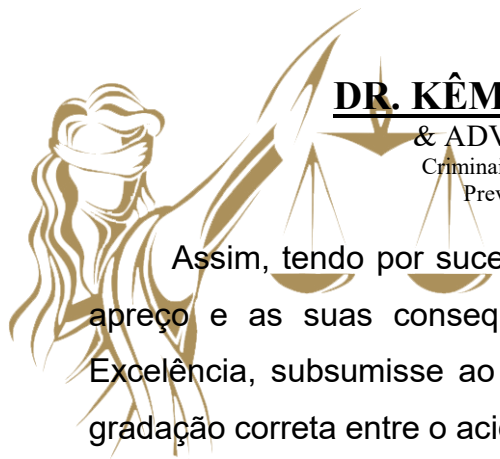 DR. KÊM
& ADV
Criminai
Prev
Assim, tendo por suce
apreço e as suas conseq
Excelência, subsumisse ao
gradação correta entre o aci